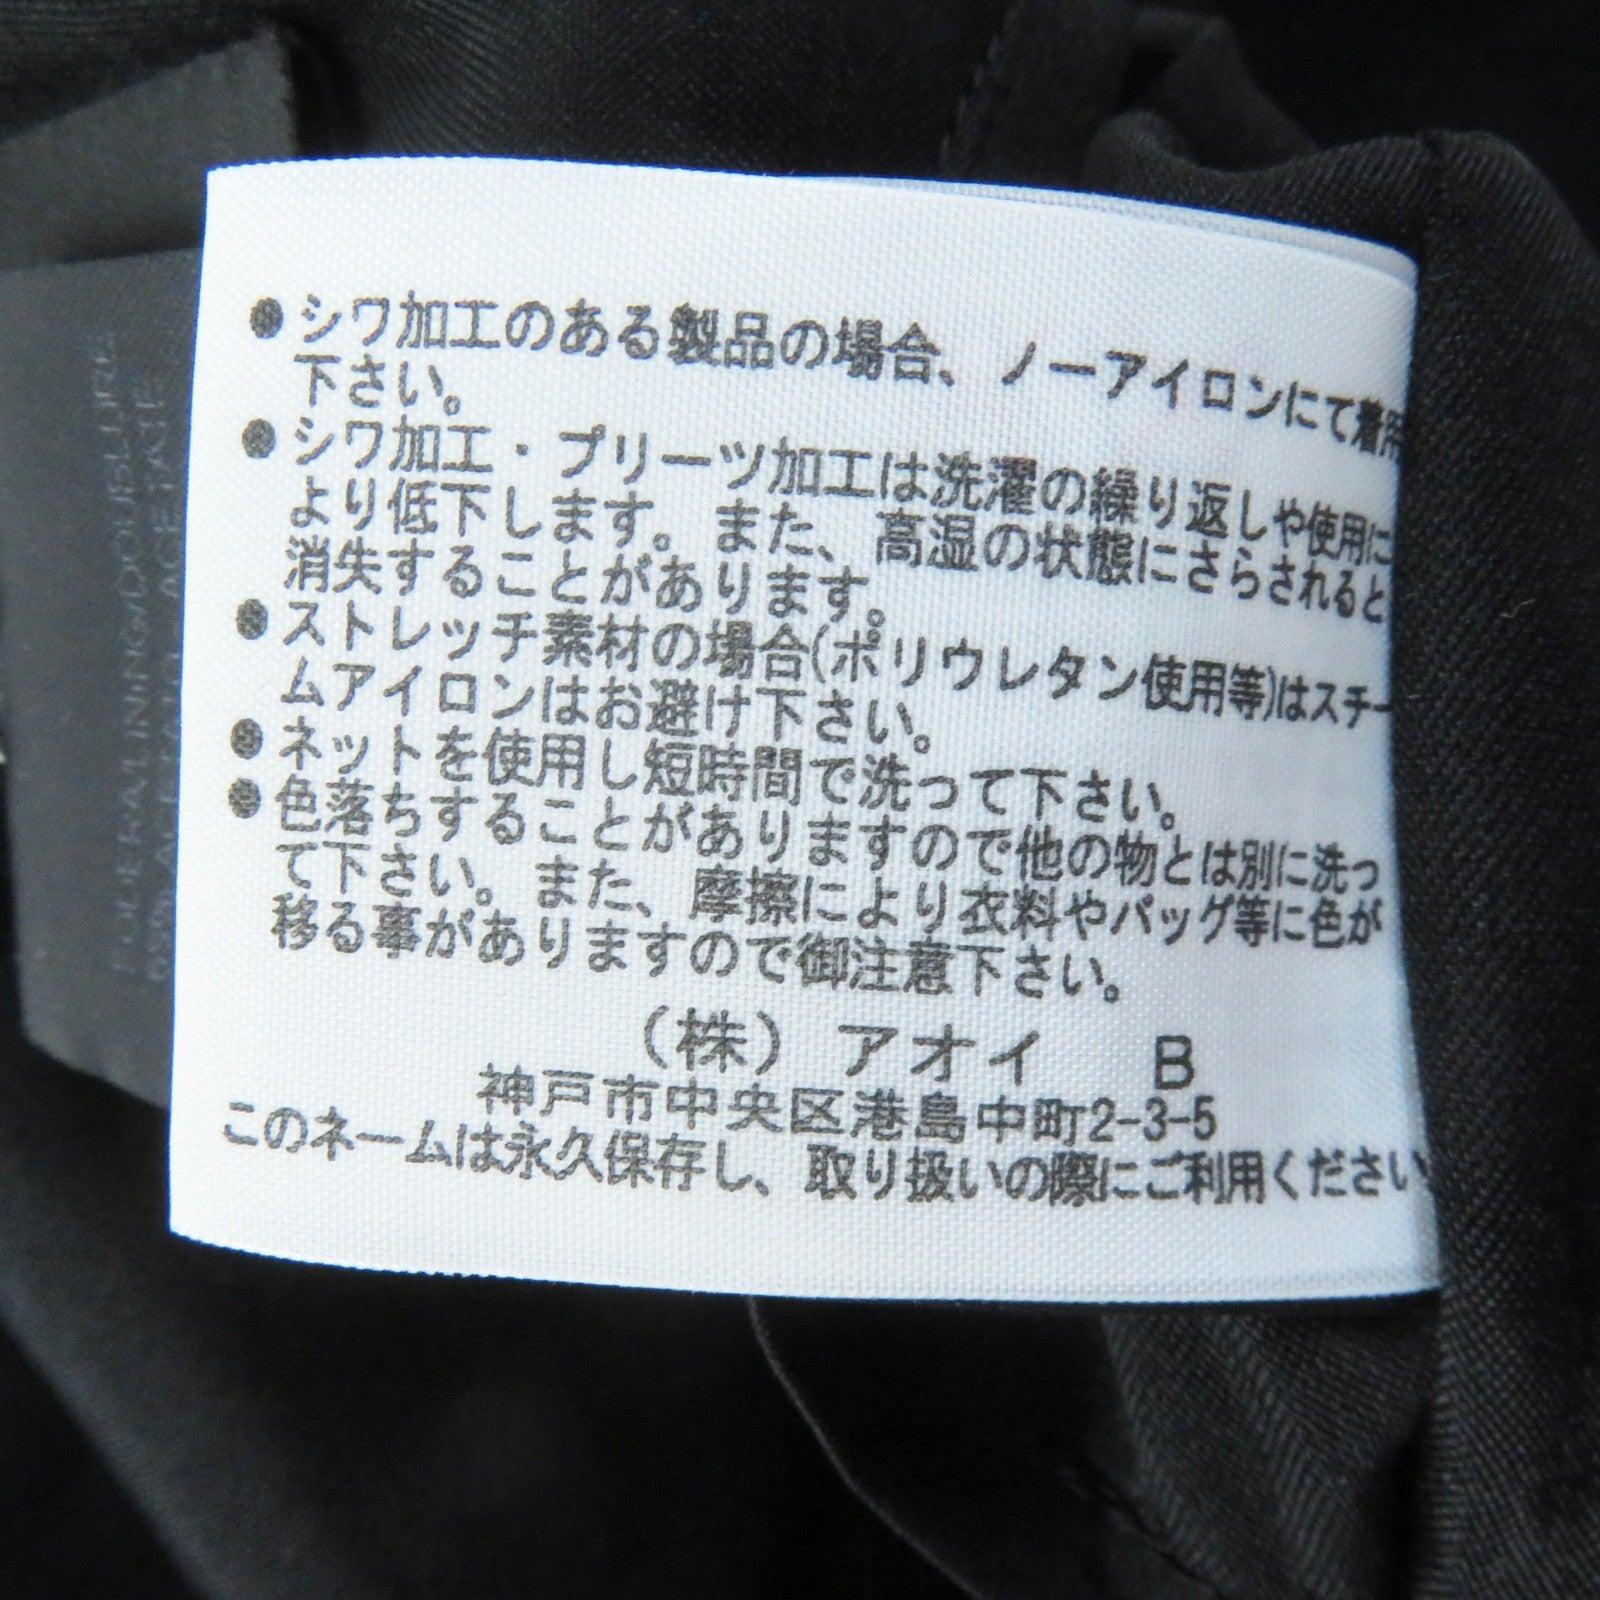 ●シワ加工のある製品の場合、ノーアイロンにて着用
下さい。
●シワ加工・プリーツ加工は洗濯の繰り返しや使用に
より低下します。また、高湿の状態にさらされると
消失することがあります。
●ストレッチ素材の場合(ポリウレタン使用等)はスチー
ムアイロンはお避け下さい。
●ネットを使用し短時間で洗って下さい。
●色落ちすることがありますので他の物とは別に洗っ
て下さい。また、摩擦により衣料やバッグ等に色が
移る事がありますので御注意下さい。
(株)アオイ B
神戸市中央区港島中町2-3-5
このネームは永久保存し、取り扱いの際にご利用ください
FODERA/LINING/DOUBLURE